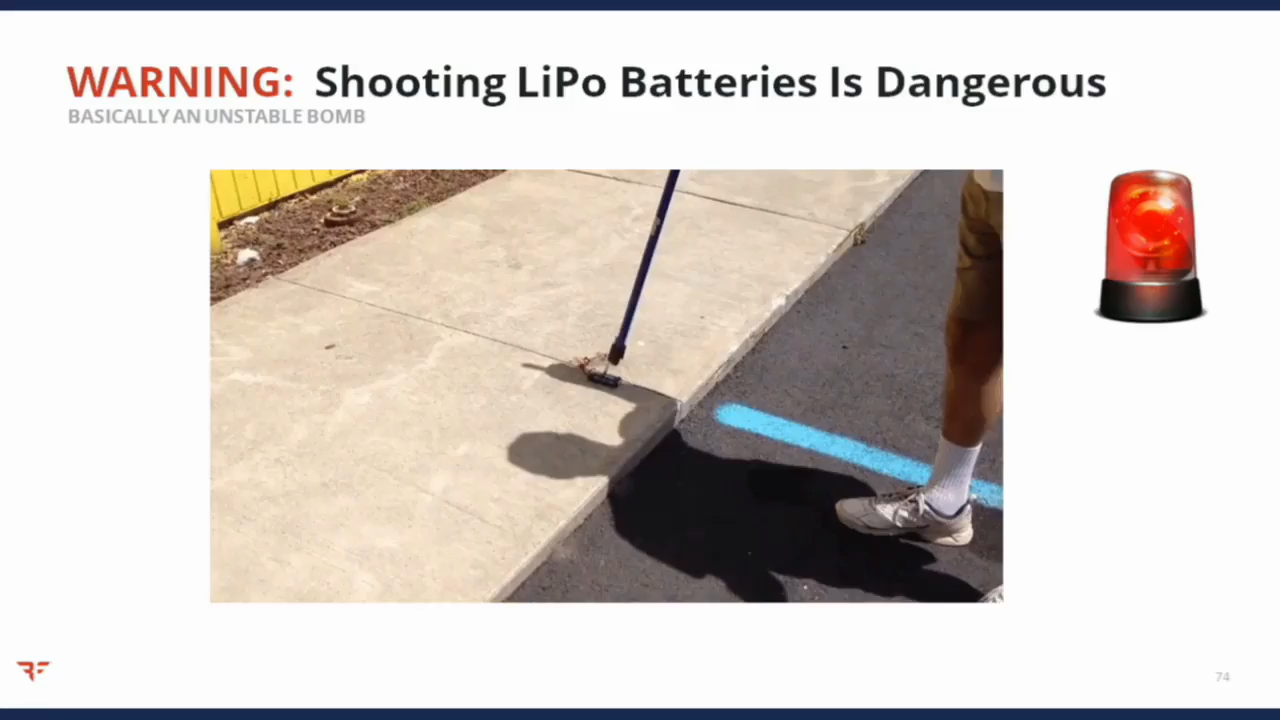 WARNING: Shooting LiPo Batteries Is Dangerous
BASICALLY AN UNSTABLE BOMB
74